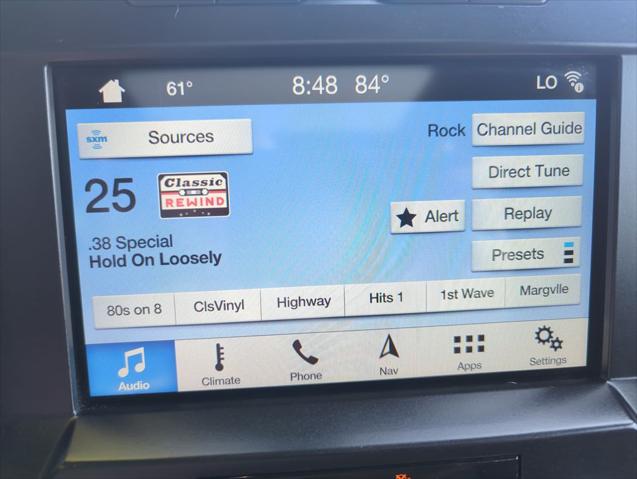 61° 8:48 84° LO
sxm Sources
Rock Channel Guide
Direct Tune
25 Classic REWIND
Alert Replay
.38 Special
Hold On Loosely
Presets
80s on 8 ClsVinyl Highway Hits 1 1st Wave Margvlle
Audio Climate Phone Nav Apps Settings